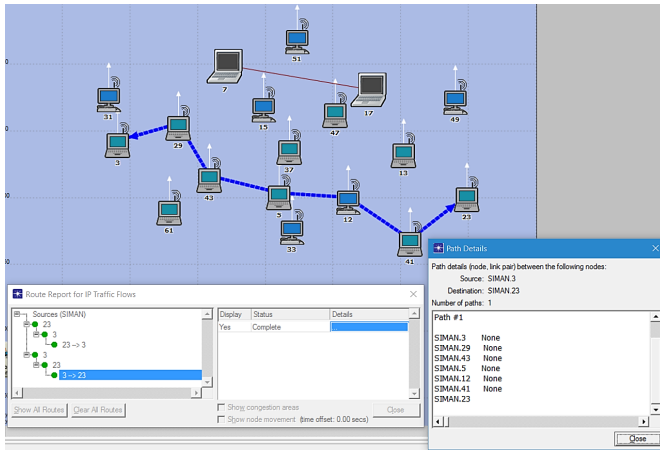 51
7
17
31
15
47
49
29
3
37
13
43
5
12
23
61
33
41
Route Report for IP Traffic Flows
Sources (SIMAN)
23
3
23 -> 3
3
23
3 -> 23
Display Status Details
Yes Complete ...
Show All Routes Clear All Routes
Show congestion areas
Show node movement (time offset: 0.00 secs)
Close
Path Details
Path details (node, link pair) between the following nodes:
Source: SIMAN.3
Destination: SIMAN.23
Number of paths: 1
Path #1
SIMAN.3 None
SIMAN.29 None
SIMAN.43 None
SIMAN.5 None
SIMAN.12 None
SIMAN.41 None
SIMAN.23
Close